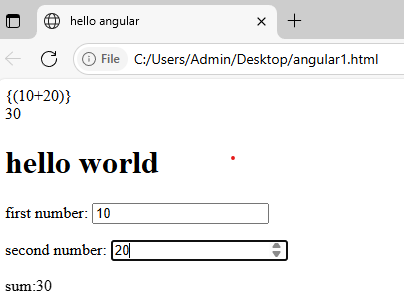 hello angular
File C:/Users/Admin/Desktop/angular1.html
{(10+20)}
30
hello world
first number: 10
second number: 20
sum:30